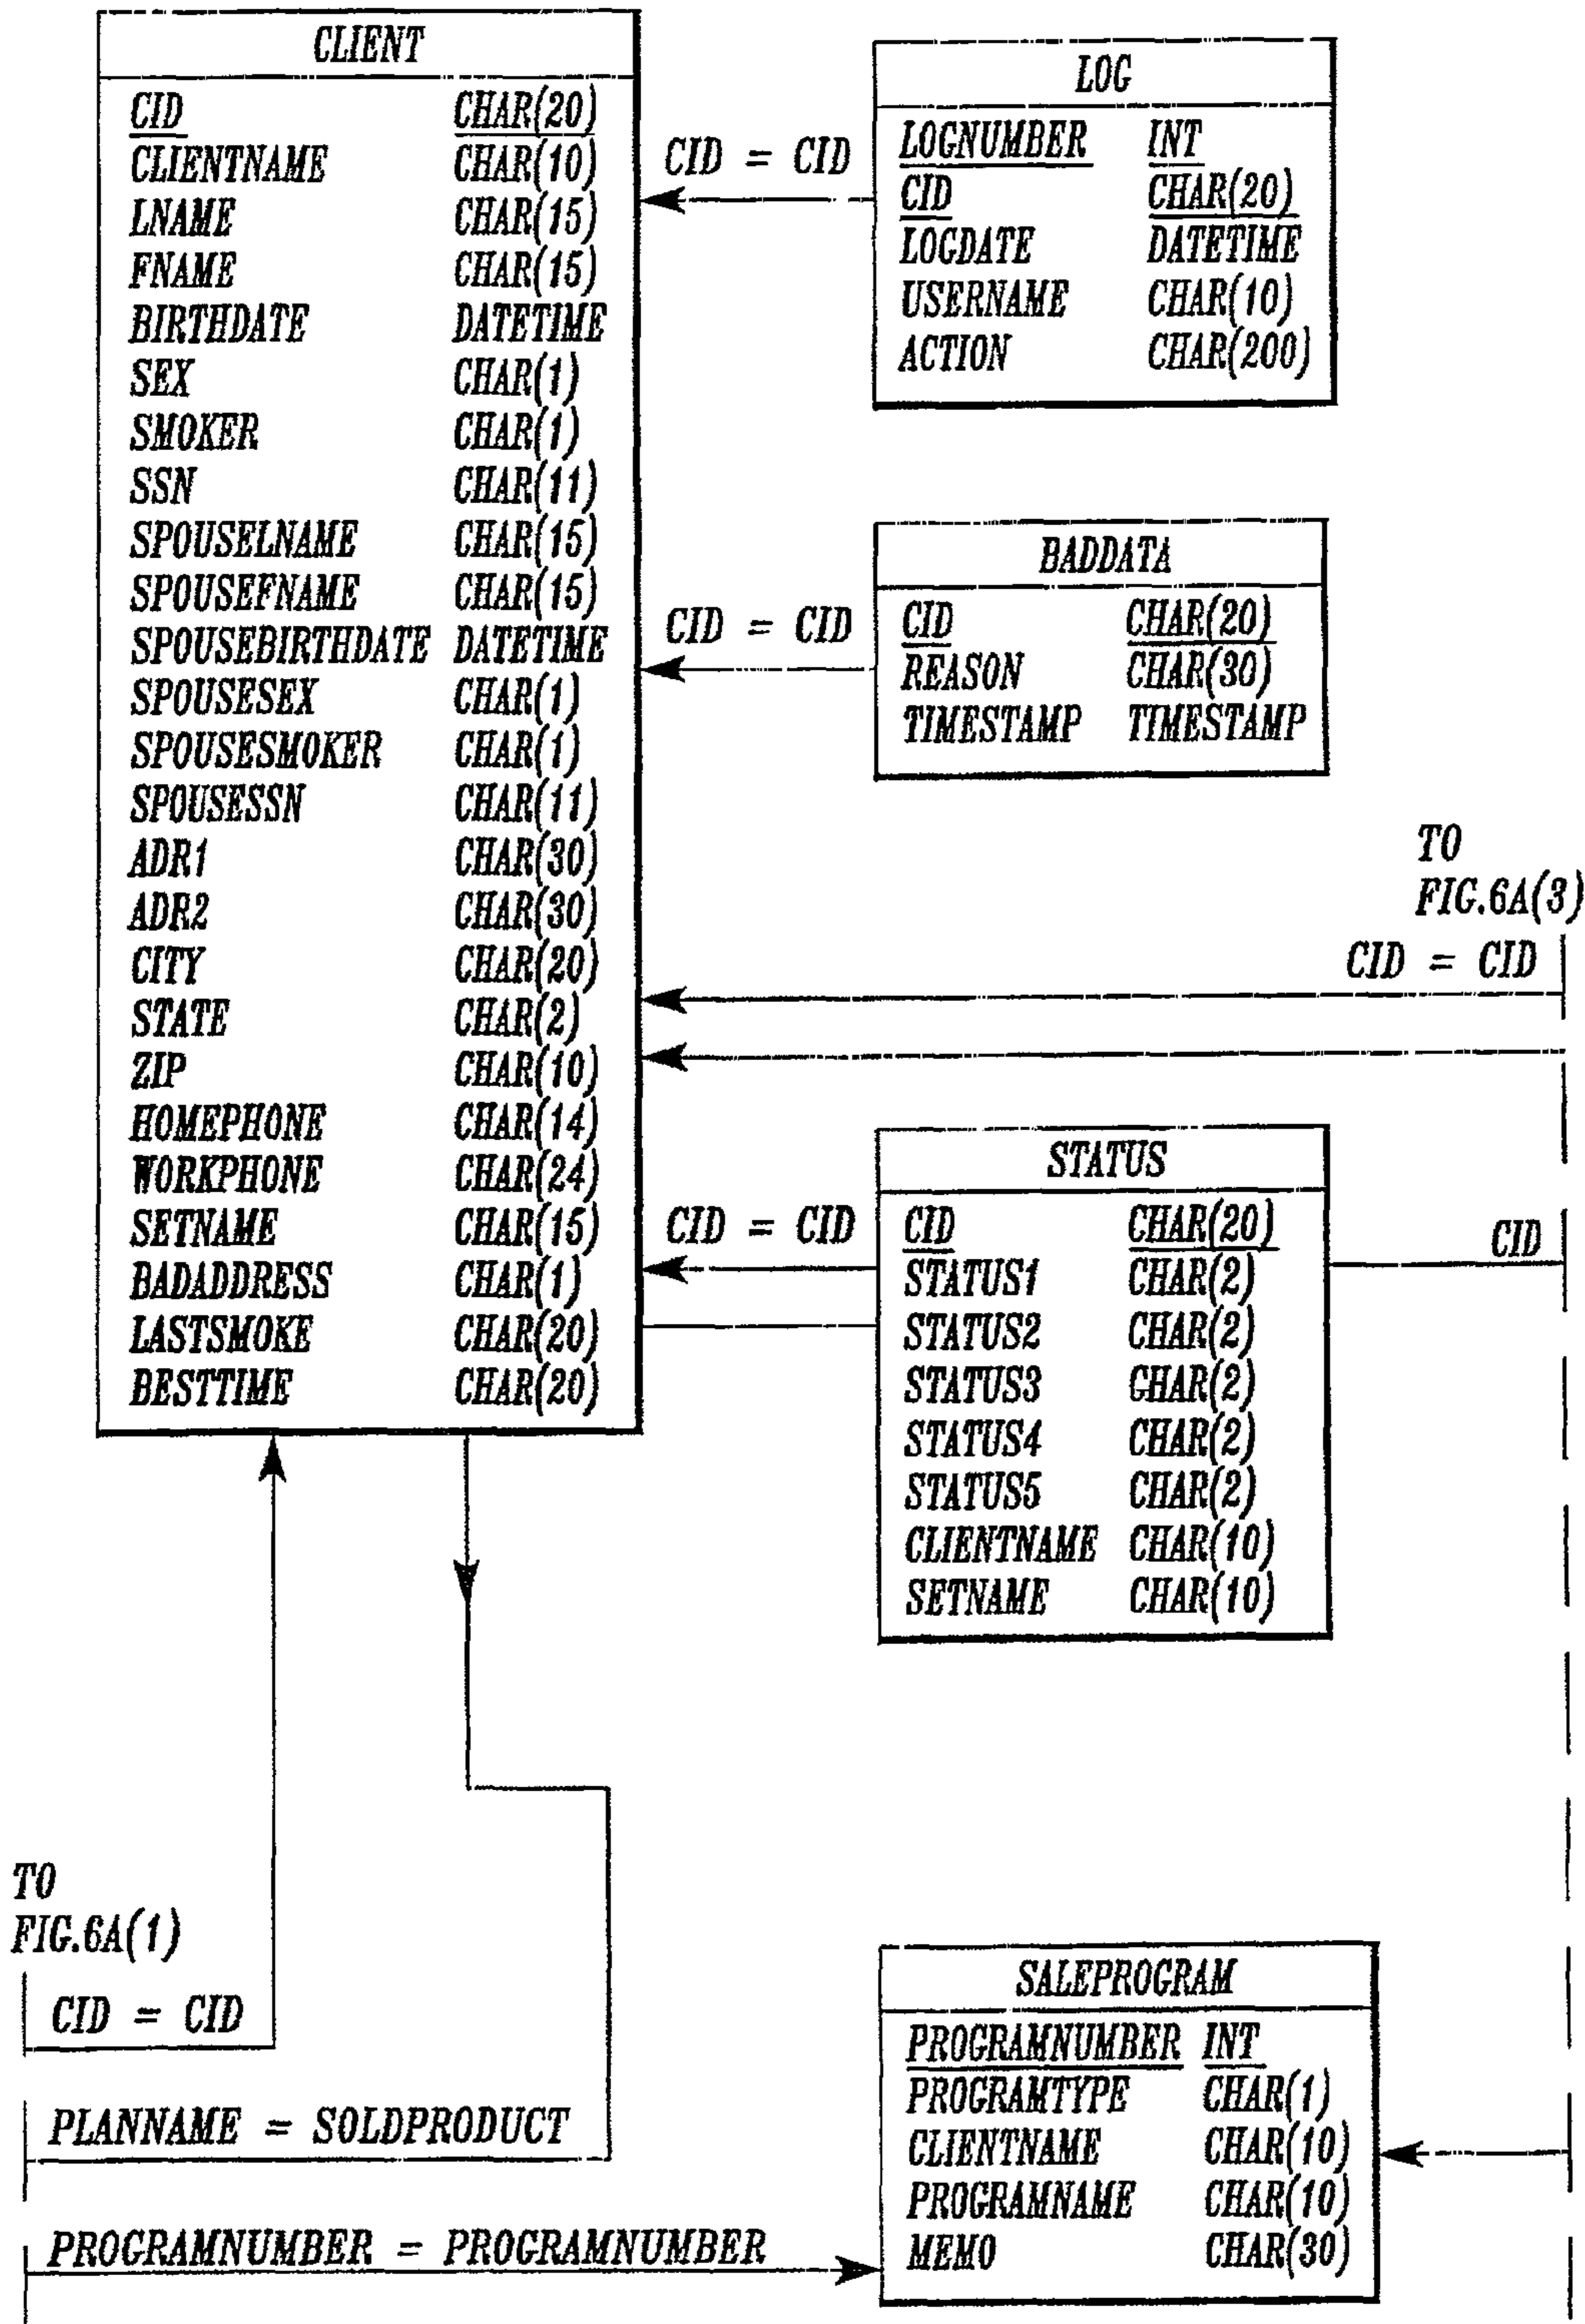 CLIENT
CID CHAR(20)
CLIENTNAME CHAR(10)
LNAME CHAR(15)
FNAME CHAR(15)
BIRTHDATE DATETIME
SEX CHAR(1)
SMOKER CHAR(1)
SSN CHAR(11)
SPOUSELNAME CHAR(15)
SPOUSEFNAME CHAR(15)
SPOUSEBIRTHDATE DATETIME
SPOUSESEX CHAR(1)
SPOUSESMOKER CHAR(1)
SPOUSESSN CHAR(11)
ADR1 CHAR(30)
ADR2 CHAR(30)
CITY CHAR(20)
STATE CHAR(2)
ZIP CHAR(10)
HOMEPHONE CHAR(14)
WORKPHONE CHAR(24)
SETNAME CHAR(15)
BADADDRESS CHAR(1)
LASTSMOKE CHAR(20)
BESTTIME CHAR(20)
CID = CID
LOG
LOGNUMBER INT
CID CHAR(20)
LOGDATE DATETIME
USERNAME CHAR(10)
ACTION CHAR(200)
CID = CID
BADDATA
CID CHAR(20)
REASON CHAR(30)
TIMESTAMP TIMESTAMP
TO
FIG.6A(3)
CID = CID
CID = CID
STATUS
CID CHAR(20)
STATUS1 CHAR(2)
STATUS2 CHAR(2)
STATUS3 CHAR(2)
STATUS4 CHAR(2)
STATUS5 CHAR(2)
CLIENTNAME CHAR(10)
SETNAME CHAR(10)
CID
TO
FIG.6A(1)
CID = CID
PLANNAME = SOLDPRODUCT
PROGRAMNUMBER = PROGRAMNUMBER
SALEPROGRAM
PROGRAMNUMBER INT
PROGRAMTYPE CHAR(1)
CLIENTNAME CHAR(10)
PROGRAMNAME CHAR(10)
MEMO CHAR(30)